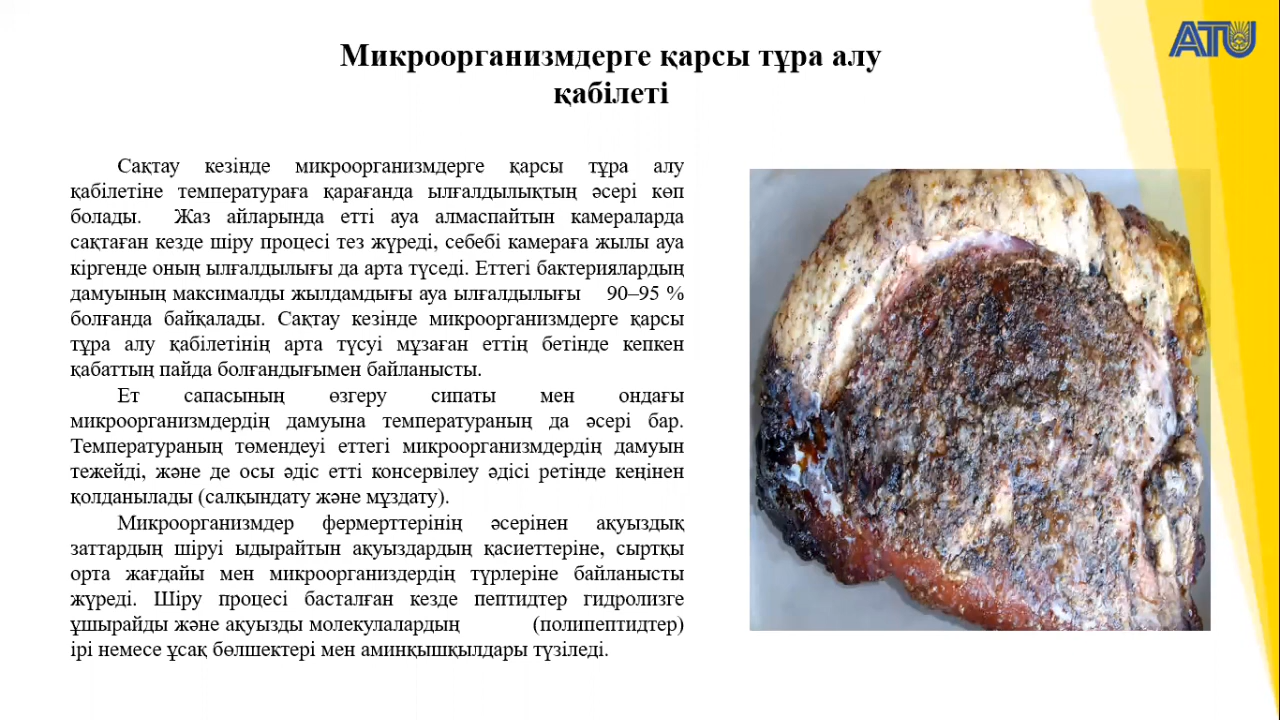 ATU
Микроорганизмдерге қарсы тұра алу
қабілеті
Сақтау кезінде микроорганизмдерге қарсы тұра алу
қабілетіне температураға қарағанда ылғалдылықтың әсері көп
болады. Жаз айларында етті ауа алмаспайтын камераларда
сақтаған кезде шіру процесі тез жүреді, себебі камераға жылы ауа
кіргенде оның ылғалдылығы да арта түседі. Еттегі бактериялардың
дамуының максималды жылдамдығы ауа ылғалдылығы 90–95 %
болғанда байқалады. Сақтау кезінде микроорганизмдерге қарсы
тұра алу қабілетінің арта түсуі мұзаған еттің бетінде кепкен
қабаттың пайда болғандығымен байланысты.
Ет сапасының өзгеру сипаты мен ондағы
микроорганизмдердің дамуына температураның да әсері бар.
Температураның төмендеуі еттегі микроорганизмдердің дамуын
тежейді, және де осы әдіс етті консервілеу әдісі ретінде кеңінен
қолданылады (салқындату және мұздату).
Микроорганизмдер фермерттерінің әсерінен ақуыздық
заттардың шіруі ыдырайтын ақуыздардың қасиеттеріне, сыртқы
орта жағдайы мен микроорганиздердің түрлеріне байланысты
жүреді. Шіру процесі басталған кезде пептидтер гидролизге
ұшырайды және ақуызды молекулалардың (полипептидтер)
ірі немесе ұсақ бөлшектері мен аминқышқылдары түзіледі.